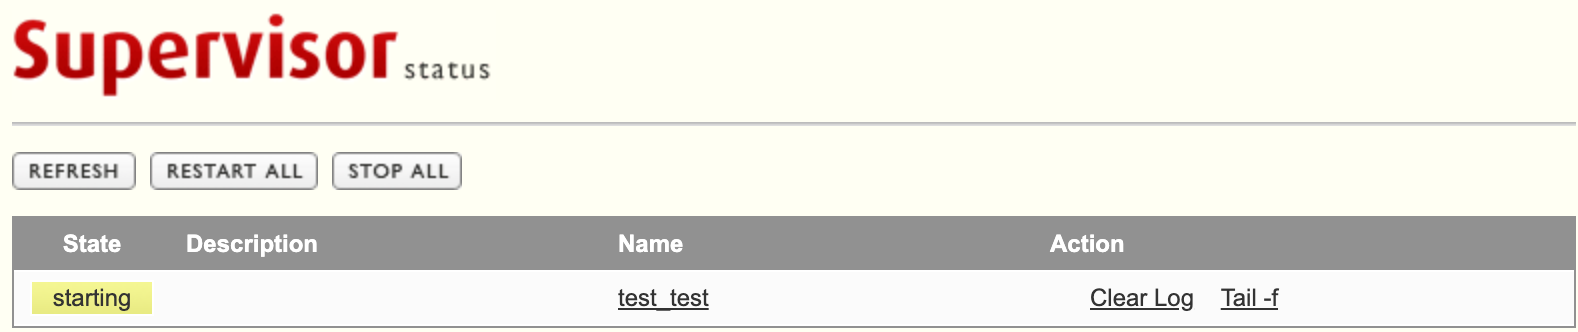 Supervisor status
REFRESH RESTART ALL STOP ALL
State Description Name Action
starting test_test Clear Log Tail -f